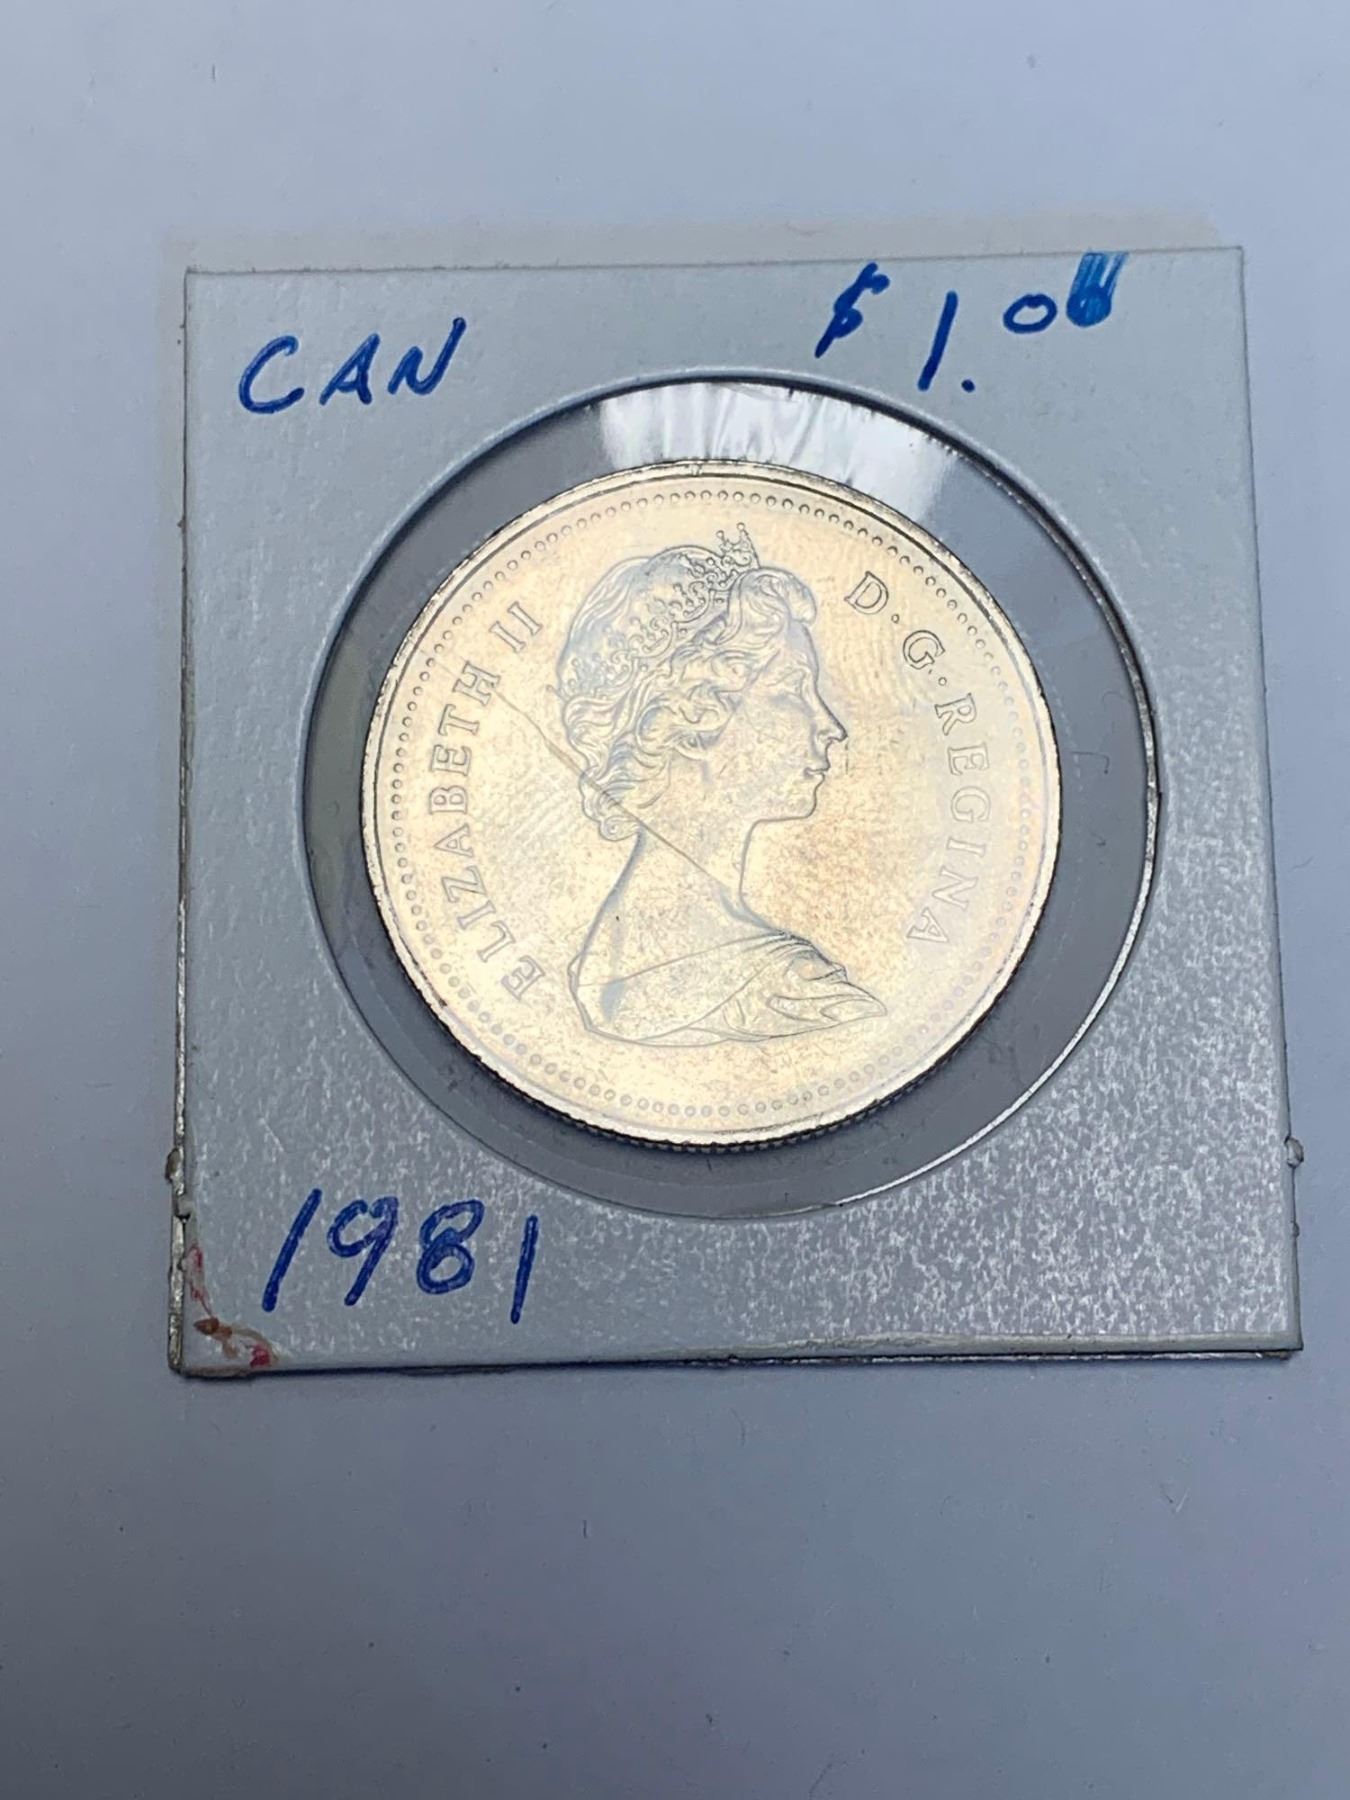 CAN $1.00
ELIZABETH II D·G·REGINA
1981